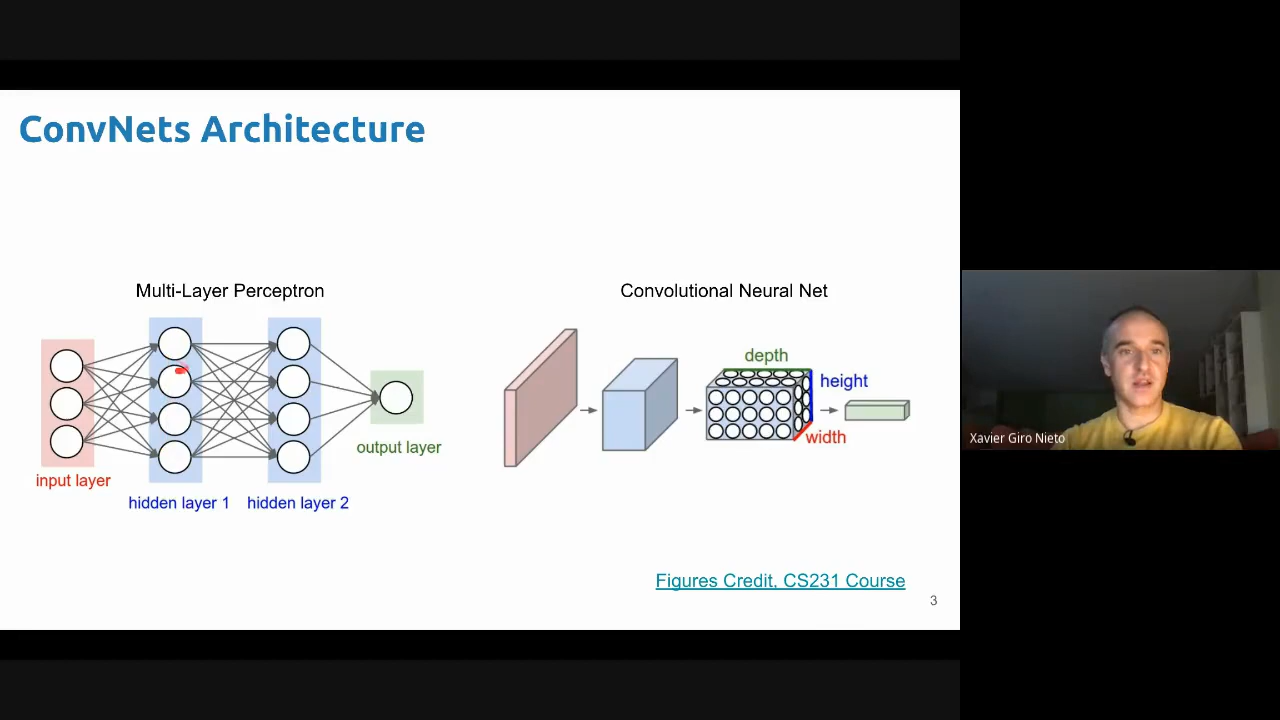 ConvNets Architecture
Multi-Layer Perceptron
input layer
hidden layer 1
hidden layer 2
output layer
Convolutional Neural Net
depth
height
width
Figures Credit, CS231 Course
3
Xavier Giro Nieto